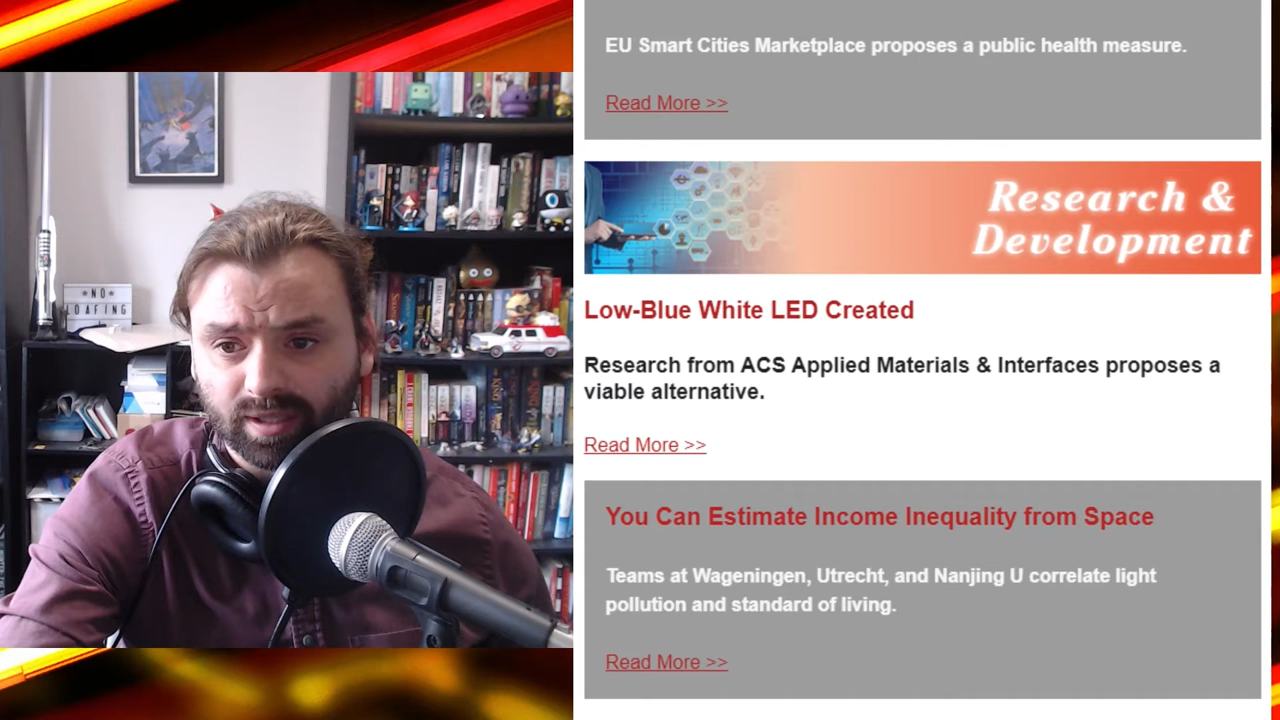 EU Smart Cities Marketplace proposes a public health measure.
Read More >>
Research &
Development
Low-Blue White LED Created
Research from ACS Applied Materials & Interfaces proposes a
viable alternative.
Read More >>
You Can Estimate Income Inequality from Space
Teams at Wageningen, Utrecht, and Nanjing U correlate light
pollution and standard of living.
Read More >>
*NO*
LOAFING